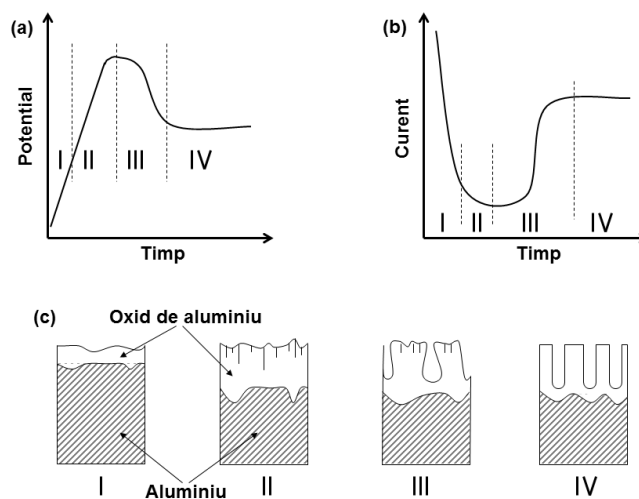 (a)
Potential
I II III IV
Timp
(b)
Curent
I II III IV
Timp
(c)
Oxid de aluminiu
Aluminiu
I II III IV